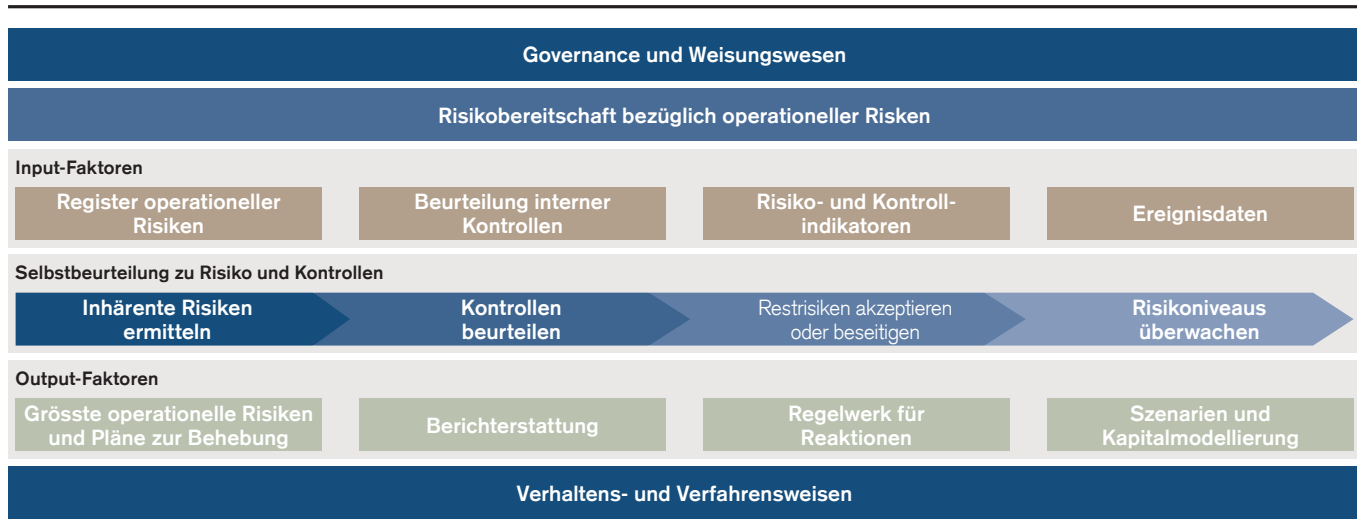 Governance und Weisungswesen
Risikobereitschaft bezüglich operationeller Risken
Input-Faktoren
Register operationeller
Risiken
Beurteilung interner
Kontrollen
Risiko- und Kontroll-
indikatoren
Ereignisdaten
Selbstbeurteilung zu Risiko und Kontrollen
Inhärente Risiken
ermitteln
Kontrollen
beurteilen
Restrisiken akzeptieren
oder beseitigen
Risikoniveaus
überwachen
Output-Faktoren
Grösste operationelle Risiken
und Pläne zur Behebung
Berichterstattung
Regelwerk für
Reaktionen
Szenarien und
Kapitalmodellierung
Verhaltens- und Verfahrensweisen